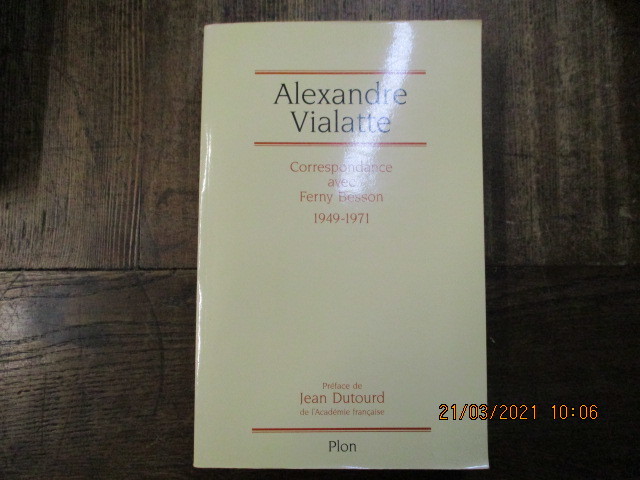 Alexandre
Vialatte
Correspondance
avec
Ferny Besson
1949-1971
Préface de
Jean Dutourd
de l'Académie française
Plon
21/03/2021 10:06